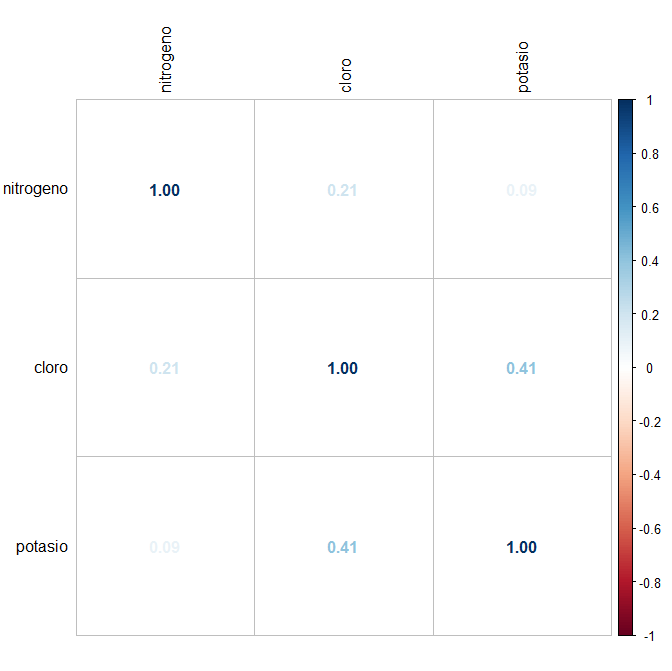 nitrogeno cloro potasio
nitrogeno 1.00 0.21 0.09
cloro 0.21 1.00 0.41
potasio 0.09 0.41 1.00
1
0.8
0.6
0.4
0.2
0
-0.2
-0.4
-0.6
-0.8
-1